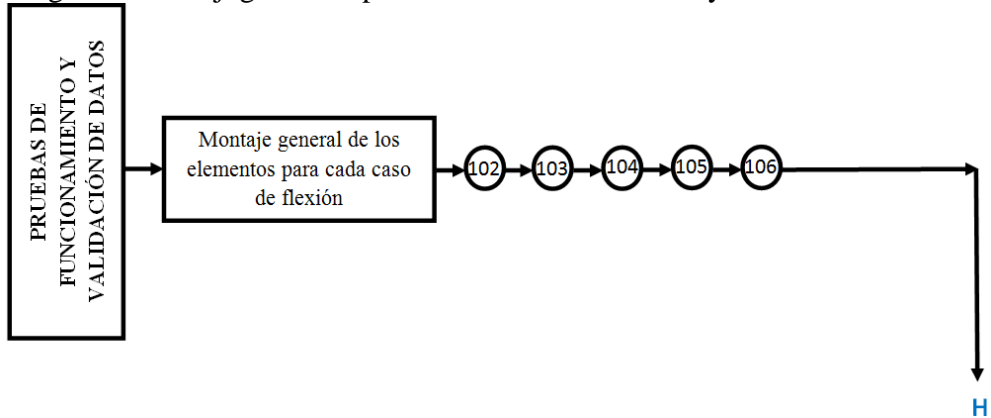 PRUEBAS DE
FUNCIONAMIENTO Y
VALIDACIÓN DE DATOS
Montaje general de los
elementos para cada caso
de flexión
102 103 104 105 106
H